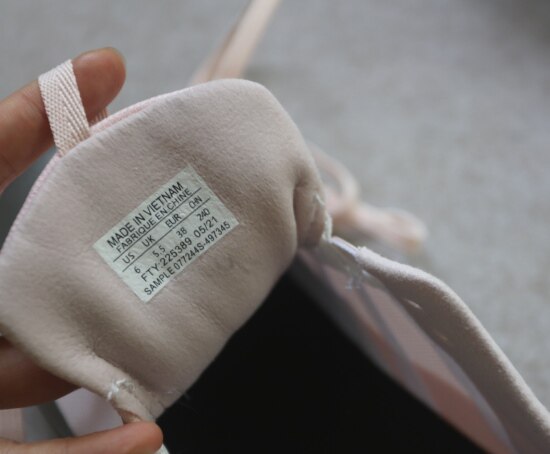 MADE IN VIETNAM
FABRIQUE EN CHINE
US UK EUR CHN
6 5.5 38 240
FTY:225389 05/21
SAMPLE 077244S-497345